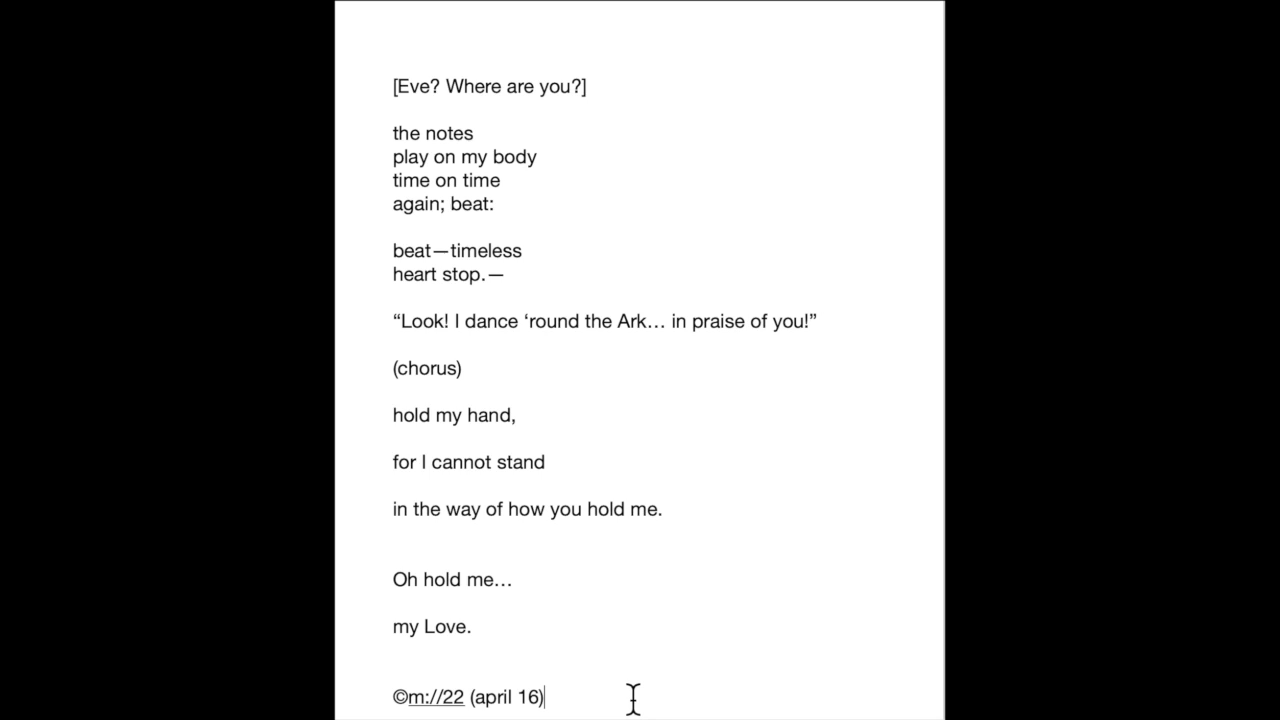 [Eve? Where are you?]
the notes
play on my body
time on time
again; beat:
beat—timeless
heart stop.—
“Look! I dance ‘round the Ark… in praise of you!”
(chorus)
hold my hand,
for I cannot stand
in the way of how you hold me.
Oh hold me…
my Love.
©m://22 (april 16)